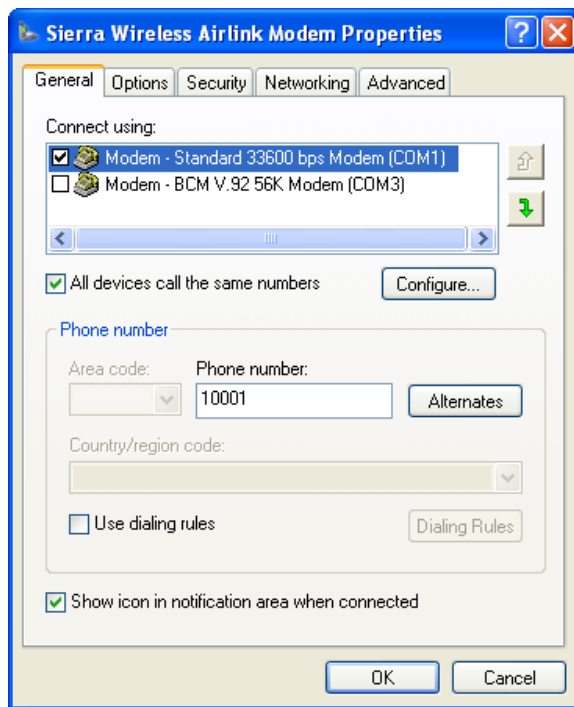 Sierra Wireless Airlink Modem Properties
General Options Security Networking Advanced
Connect using:
Modem - Standard 33600 bps Modem (COM1)
Modem - BCM V.92 56K Modem (COM3)
All devices call the same numbers
Configure...
Phone number
Area code: Phone number:
10001
Alternates
Country/region code:
Use dialing rules
Dialing Rules
Show icon in notification area when connected
OK Cancel